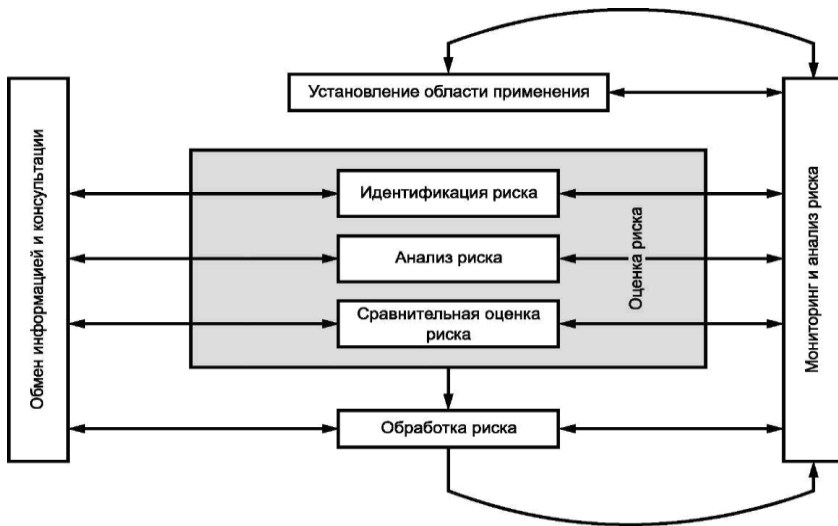 Установление области применения
Обмен информацией и консультации
Идентификация риска
Анализ риска
Сравнительная оценка
риска
Оценка риска
Мониторинг и анализ риска
Обработка риска